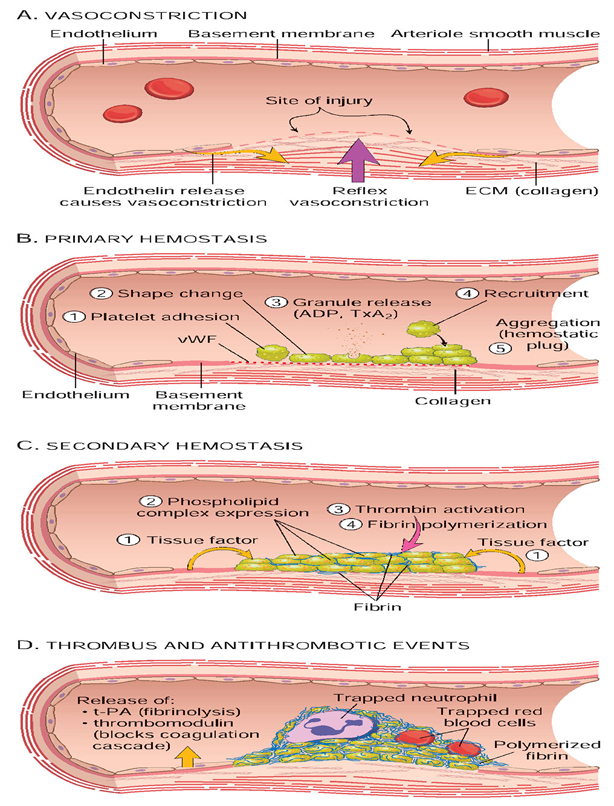 A. VASOCONSTRICTION
Endothelium
Basement membrane
Arteriole smooth muscle
Site of injury
Endothelin release
causes vasoconstriction
Reflex
vasoconstriction
ECM (collagen)
B. PRIMARY HEMOSTASIS
2 Shape change
3 Granule release
(ADP, TxA₂)
4 Recruitment
1 Platelet adhesion
Aggregation
(hemostatic
plug)
5
vWF
Endothelium
Basement
membrane
Collagen
C. SECONDARY HEMOSTASIS
2 Phospholipid
complex expression
3 Thrombin activation
4 Fibrin polymerization
1 Tissue factor
Tissue factor
1
Fibrin
D. THROMBUS AND ANTITHROMBOTIC EVENTS
Release of:
• t-PA (fibrinolysis)
• thrombomodulin
(blocks coagulation
cascade)
Trapped neutrophil
Trapped red
blood cells
Polymerized
fibrin